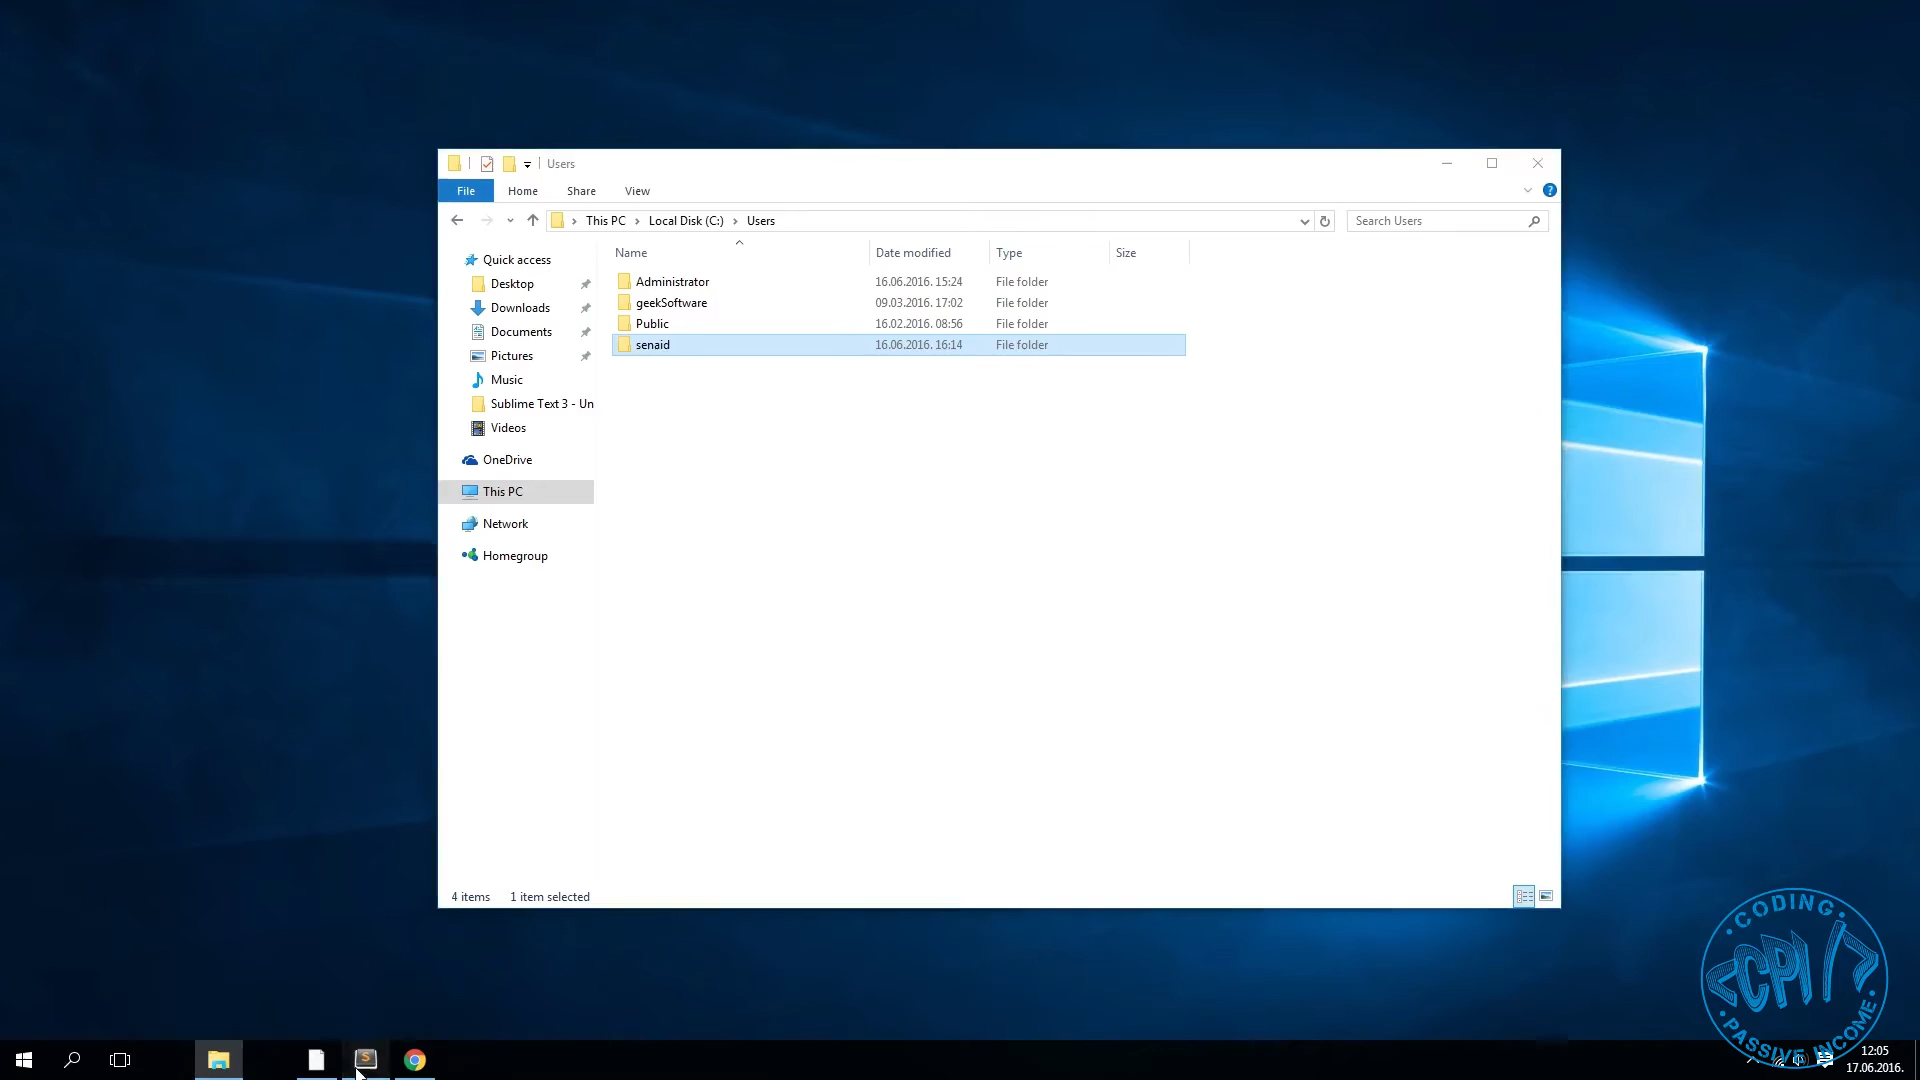 Users
File Home Share View
This PC Local Disk (C:) Users
Search Users
Name Date modified Type Size
Quick access
Desktop
Downloads
Documents
Pictures
Music
Sublime Text 3 - Un
Videos
OneDrive
This PC
Network
Homegroup
Administrator 16.06.2016. 15:24 File folder
geekSoftware 09.03.2016. 17:02 File folder
Public 16.02.2016. 08:56 File folder
senaid 16.06.2016. 16:14 File folder
4 items 1 item selected
CODING
<CPI/>
PASSIVE INCOME
12:05
17.06.2016.